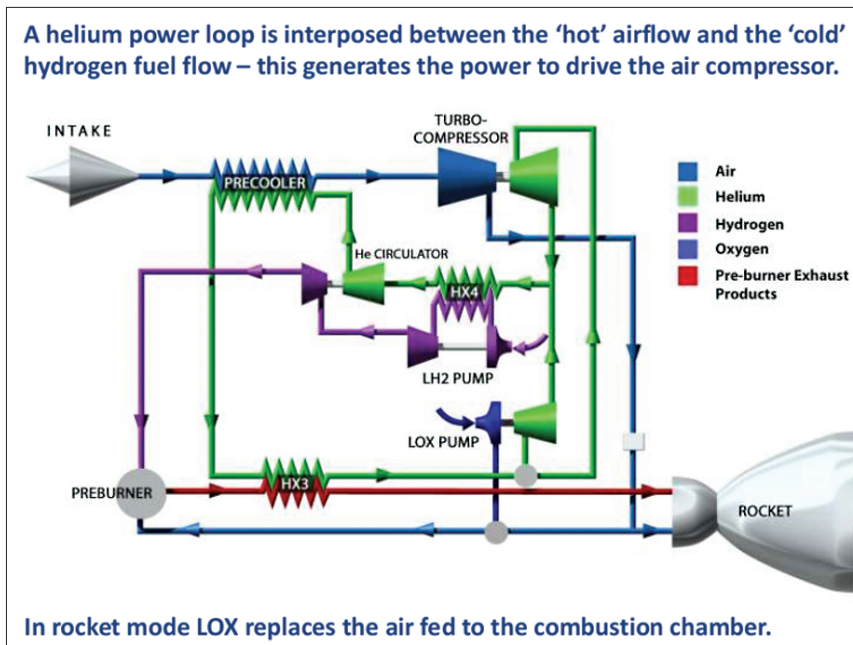 A helium power loop is interposed between the ‘hot’ airflow and the ‘cold’
hydrogen fuel flow – this generates the power to drive the air compressor.
INTAKE
TURBO-
COMPRESSOR
PRECOOLER
Air
Helium
Hydrogen
Oxygen
Pre-burner Exhaust
Products
He CIRCULATOR
HX4
LH2 PUMP
LOX PUMP
PREBURNER
HX3
ROCKET
In rocket mode LOX replaces the air fed to the combustion chamber.